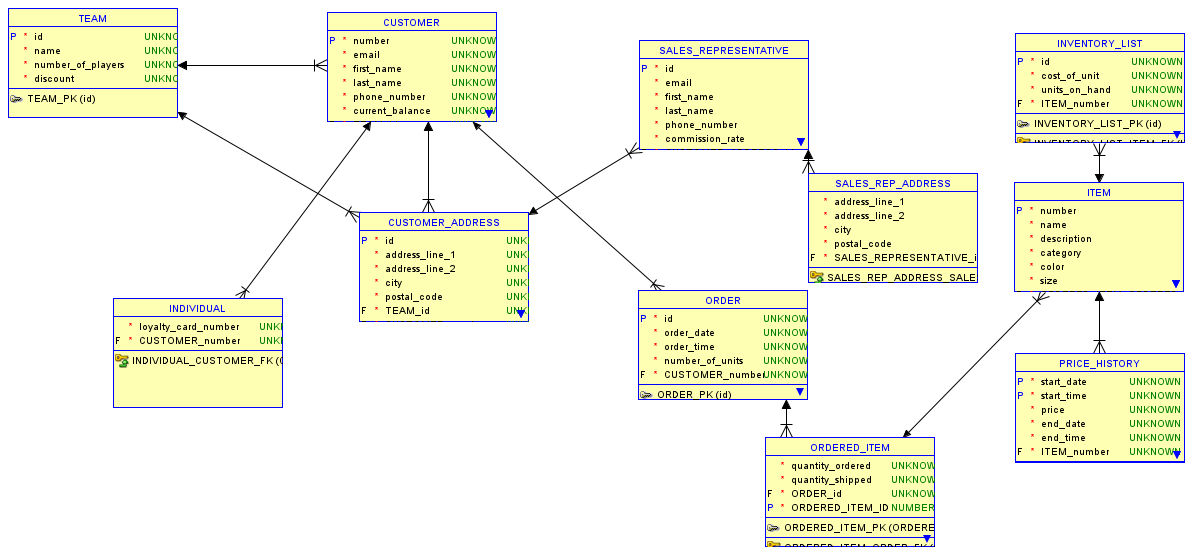 TEAM
P * id UNKNO
* name UNKNO
* number_of_players UNKNO
* discount UNKNO
TEAM_PK (id)
CUSTOMER
P * number UNKNOW
* email UNKNOW
* first_name UNKNOW
* last_name UNKNOW
* phone_number UNKNOW
* current_balance UNKNOW
SALES_REPRESENTATIVE
P * id
* email
* first_name
* last_name
* phone_number
* commission_rate
INVENTORY_LIST
P * id UNKNOWN
* cost_of_unit UNKNOWN
* units_on_hand UNKNOWN
F * ITEM_number UNKNOWN
INVENTORY_LIST_PK (id)
SALES_REP_ADDRESS
* address_line_1
* address_line_2
* city
* postal_code
F * SALES_REPRESENTATIVE_i
SALES_REP_ADDRESS_SALE
ITEM
P * number
* name
* description
* category
* color
* size
CUSTOMER_ADDRESS
P * id UNK
* address_line_1 UNK
* address_line_2 UNK
* city UNK
* postal_code UNK
F * TEAM_id UNK
INDIVIDUAL
* loyalty_card_number UNKI
F * CUSTOMER_number UNKI
INDIVIDUAL_CUSTOMER_FK (
ORDER
P * id UNKNOW
* order_date UNKNOW
* order_time UNKNOW
* number_of_units UNKNOW
F * CUSTOMER_number UNKNOW
ORDER_PK (id)
PRICE_HISTORY
P * start_date UNKNOWN
P * start_time UNKNOWN
* price UNKNOWN
* end_date UNKNOWN
* end_time UNKNOWN
F * ITEM_number UNKNOWN
ORDERED_ITEM
* quantity_ordered UNKNOW
* quantity_shipped UNKNOW
F * ORDER_id UNKNOW
P * ORDERED_ITEM_ID NUMBER
ORDERED_ITEM_PK (ORDERE